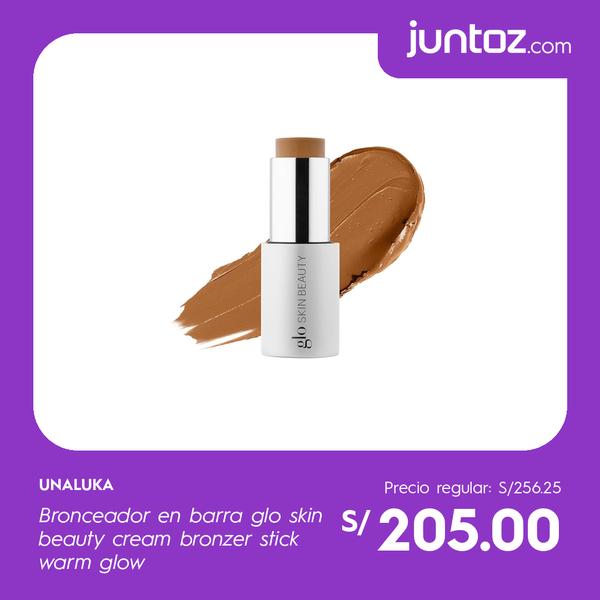 juntoz.com
glo SKIN BEAUTY
UNALUKA
Bronceador en barra glo skin
beauty cream bronzer stick
warm glow
Precio regular: S/256.25
S/ 205.00